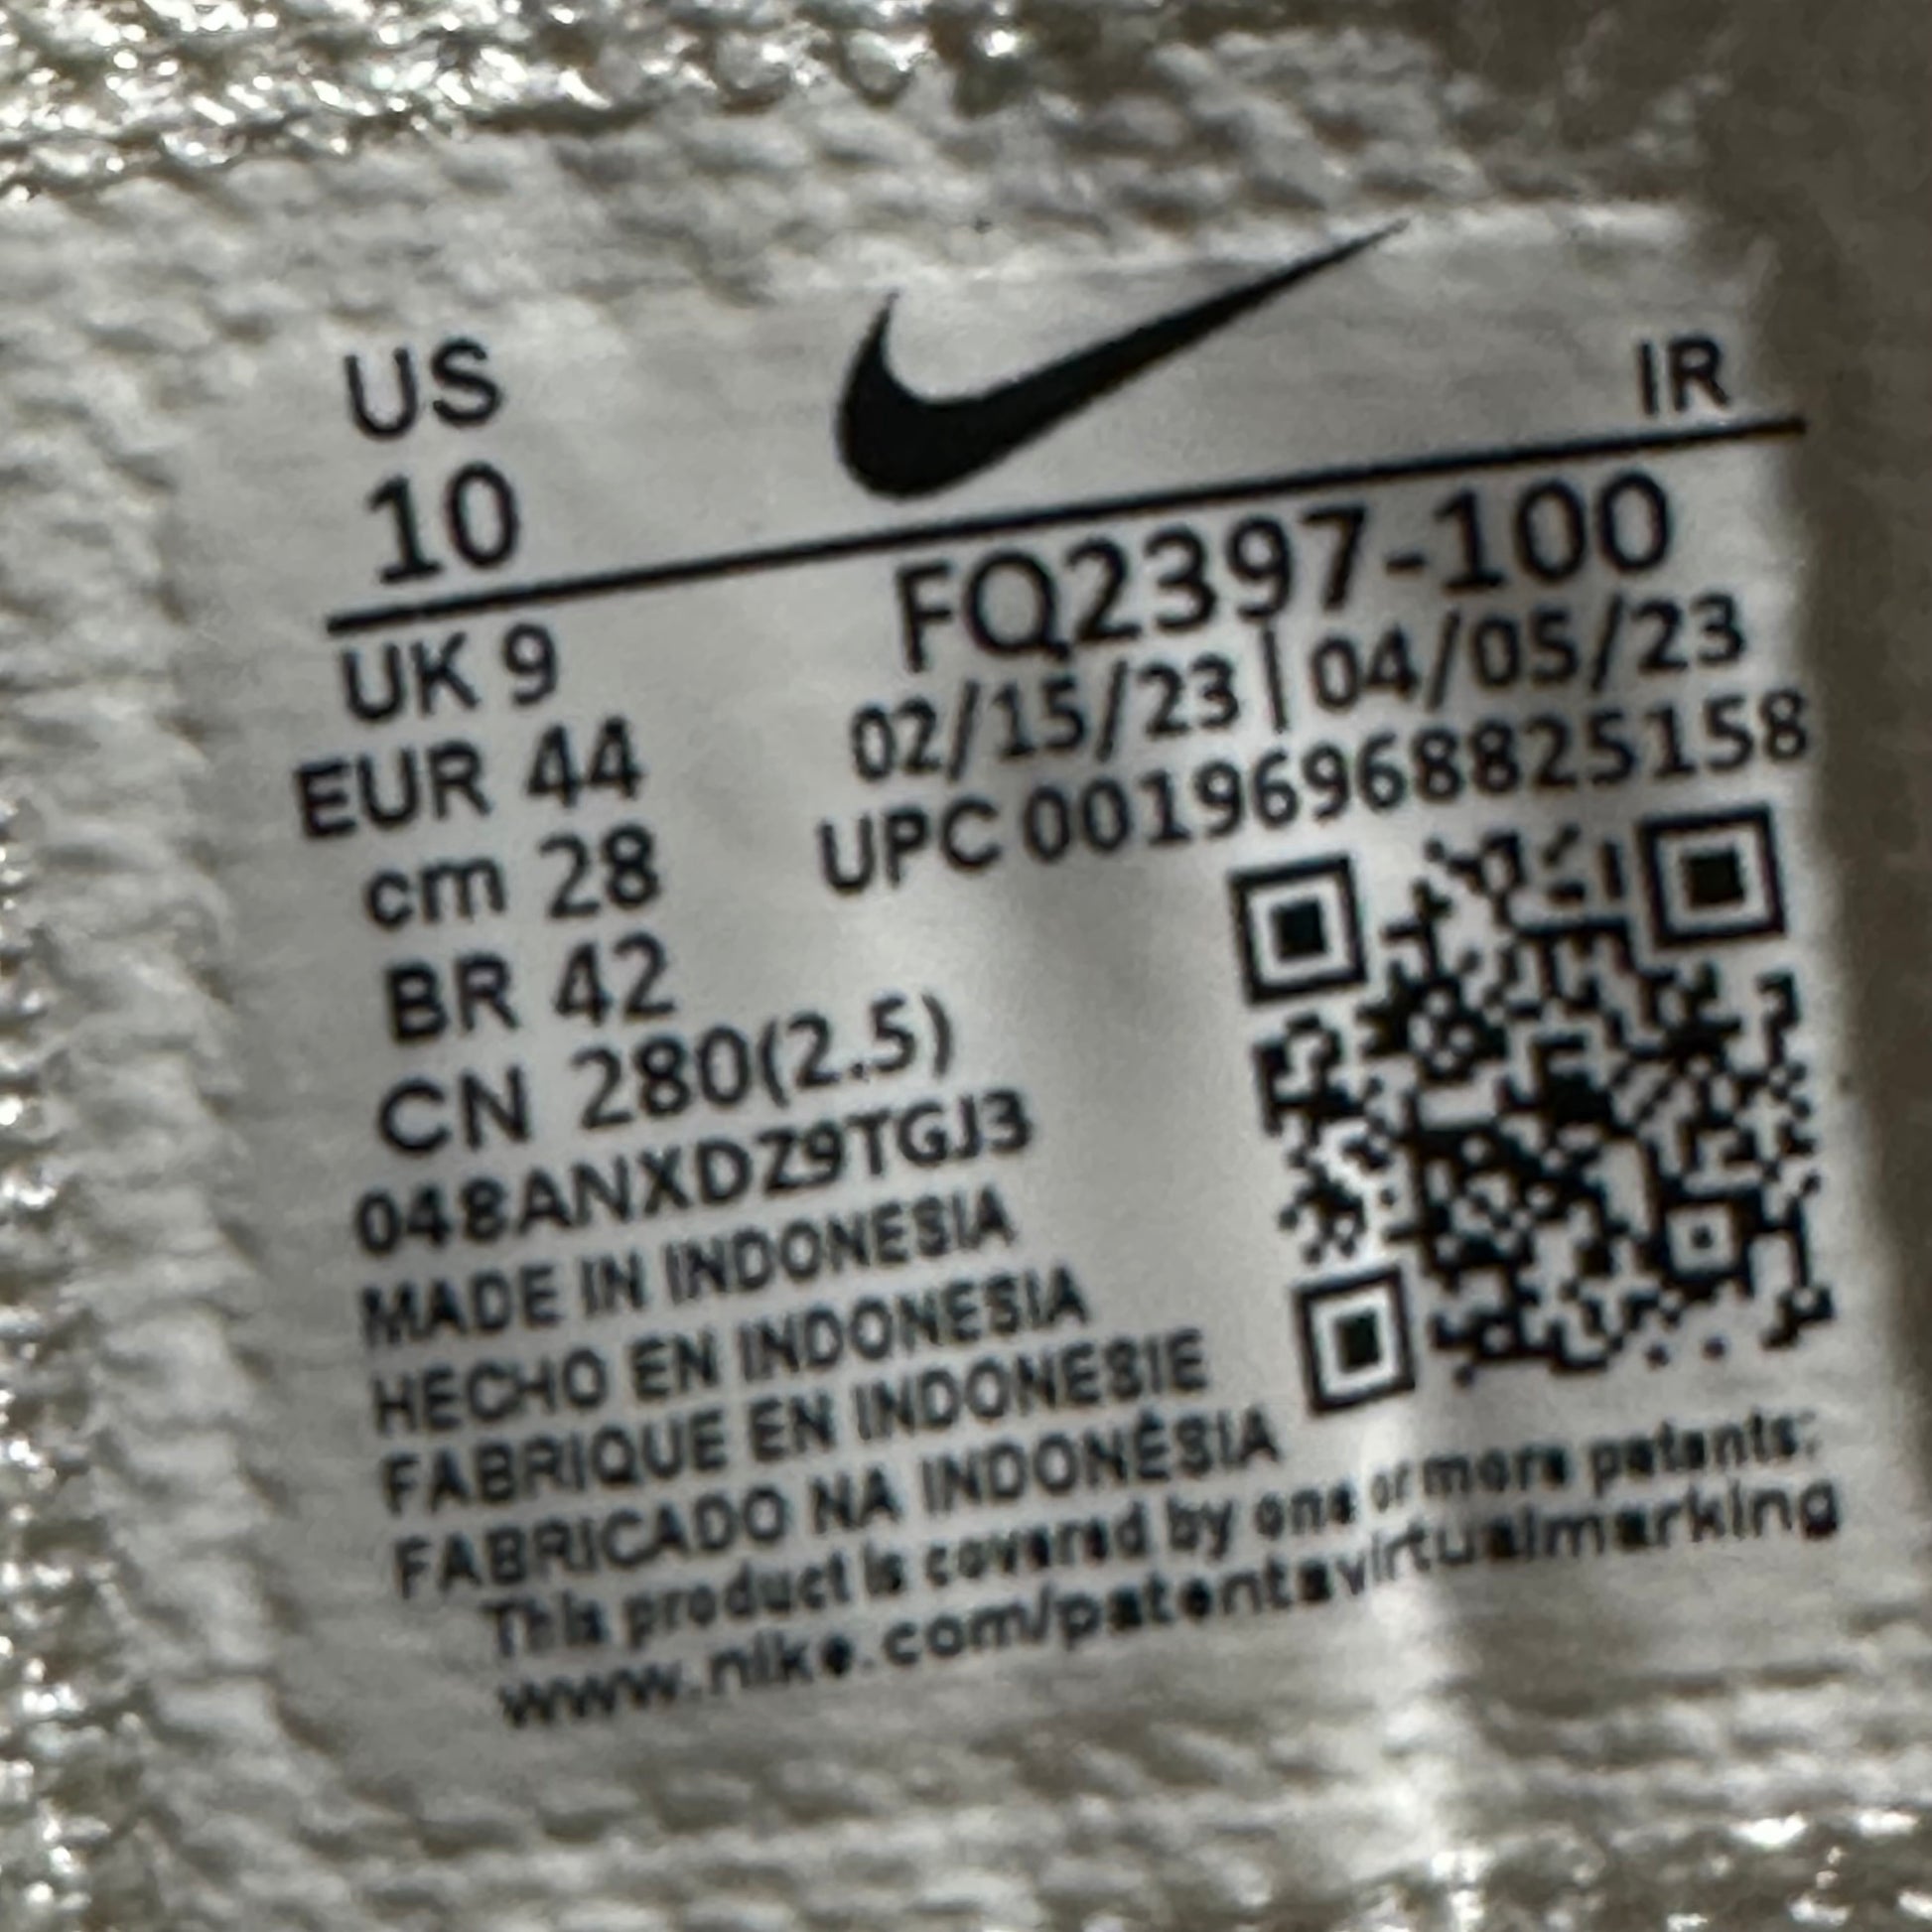 US
10
IR
UK 9
EUR 44
cm 28
BR 42
CN 280(2.5)
FQ2397-100
02/15/23 | 04/05/23
UPC 00196968825158
048ANXDZ9TGJ3
MADE IN INDONESIA
HECHO EN INDONESIA
FABRIQUE EN INDONESIE
FABRICADO NA INDONÉSIA
This product is covered by one or more patents:
www.nike.com/patentsvirtualmarking